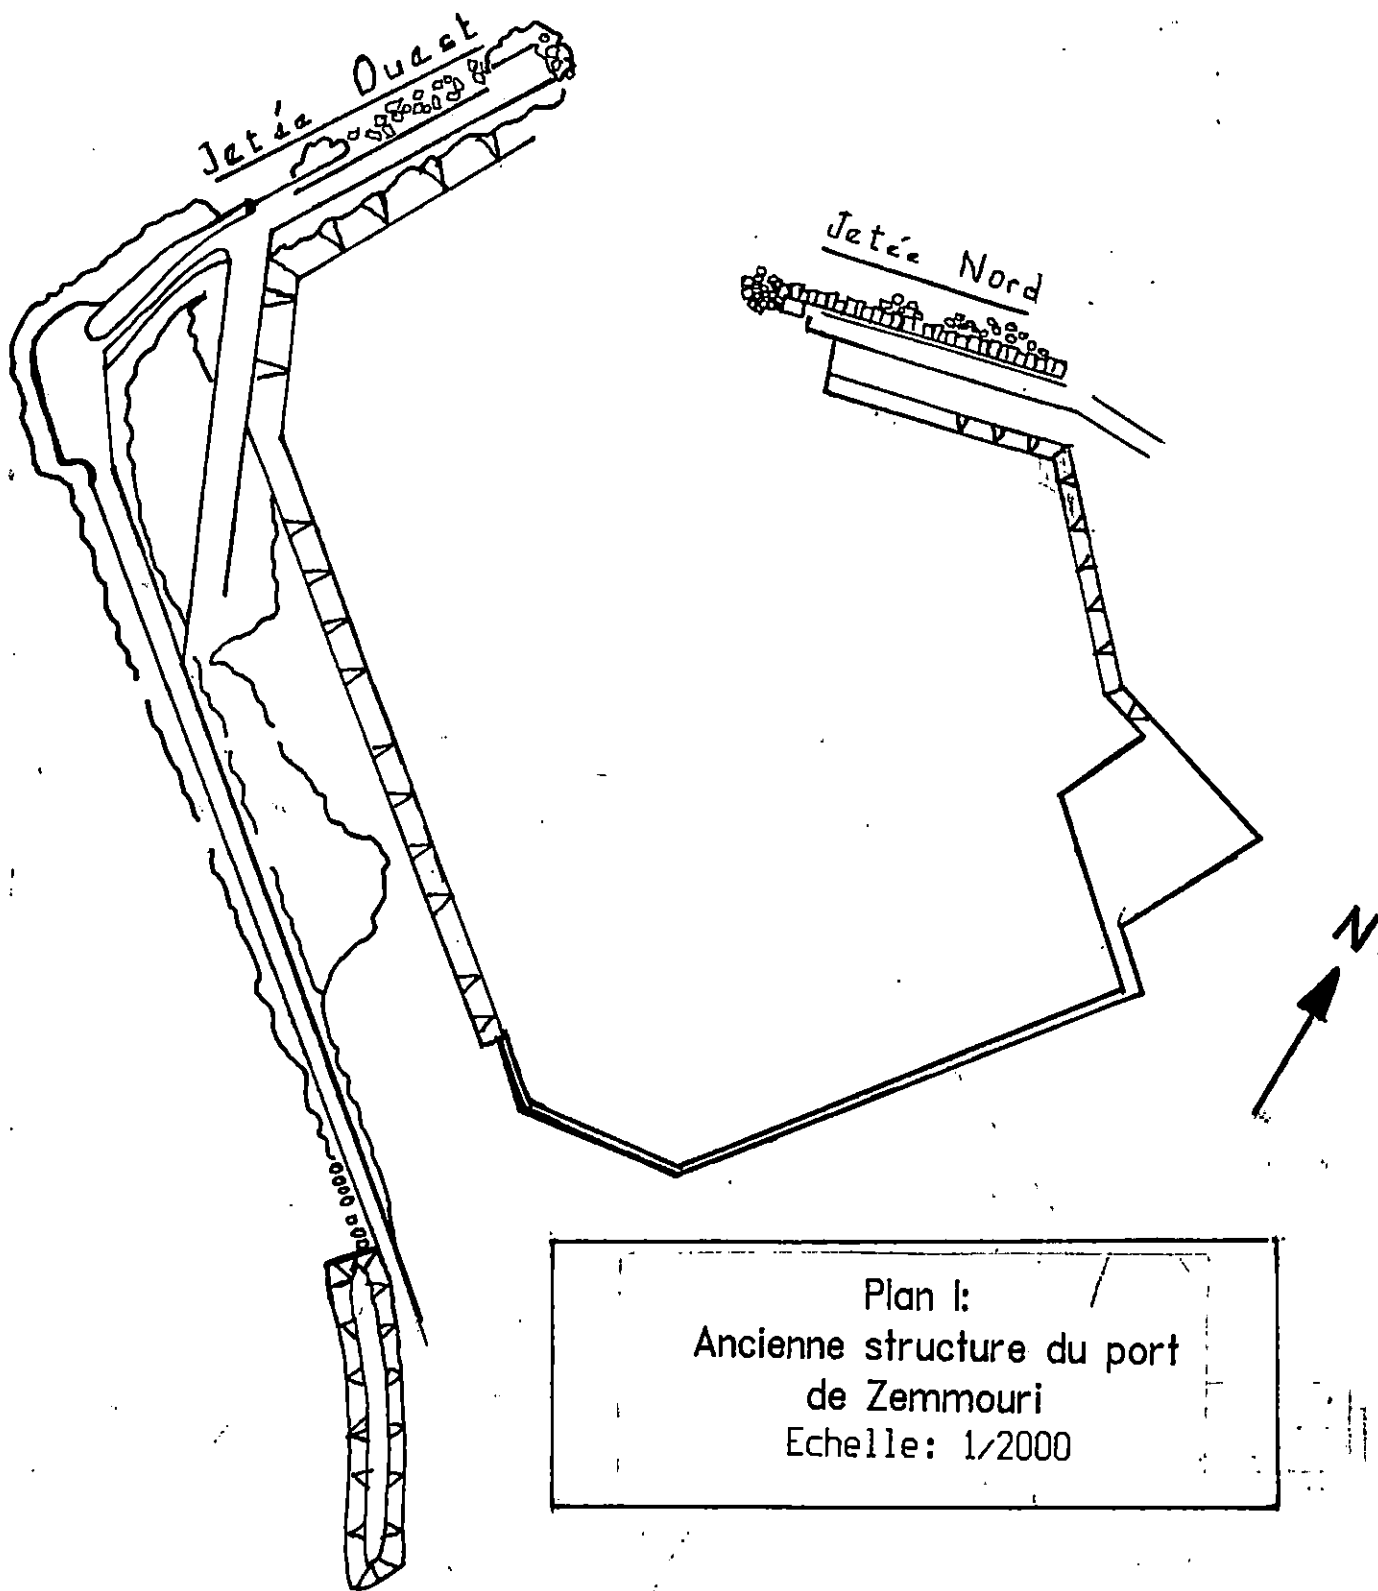 Jetée Ouest
Jetée Nord
N
Plan I:
Ancienne structure du port
de Zemmouri
Echelle: 1/2000